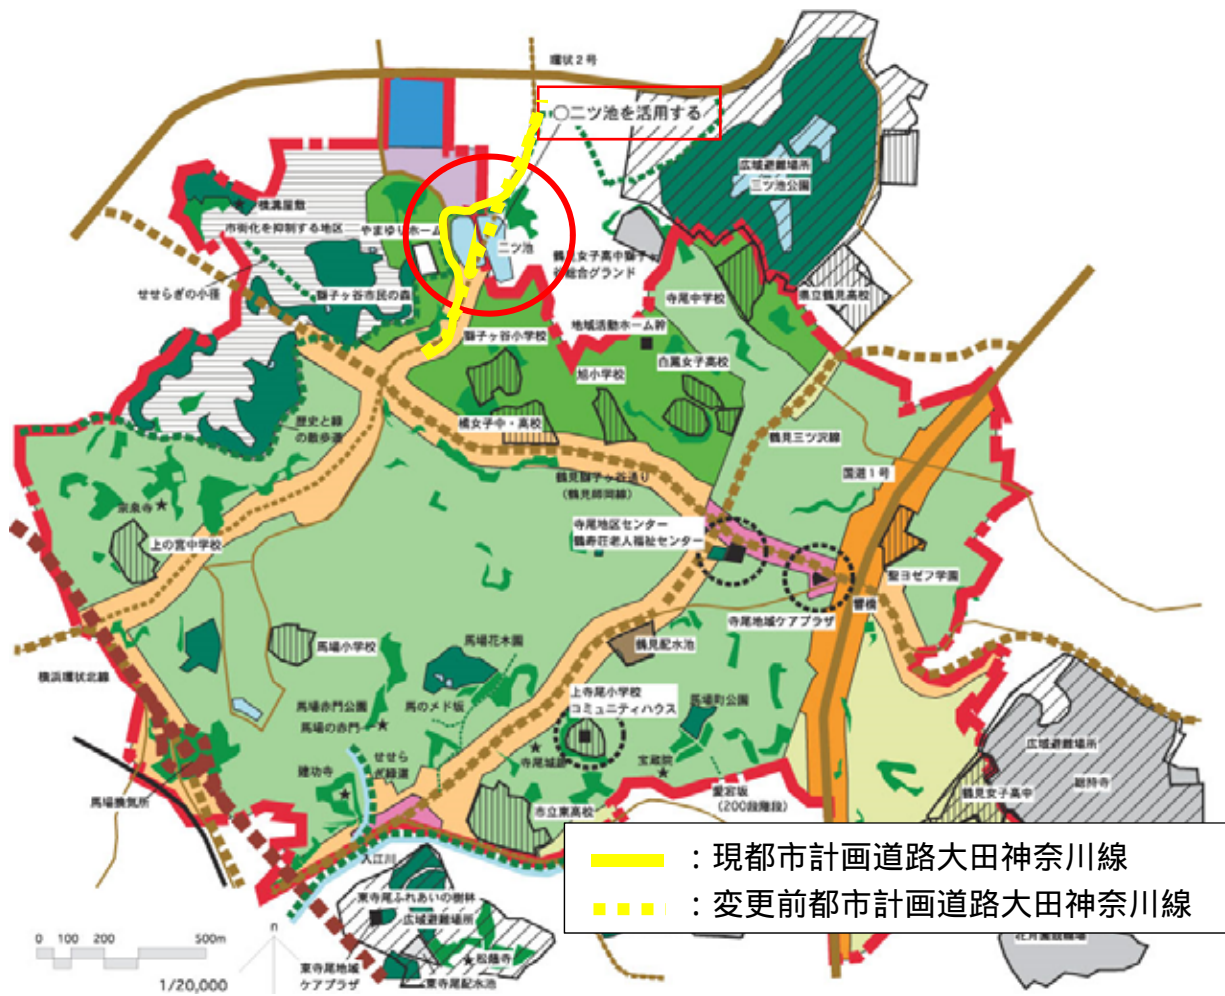 環状2号
○二ツ池を活用する
広域避難場所
三ツ池公園
横溝屋敷
市街化を抑制する地区
やまゆりホーム
二ツ池
鶴見女子高中獅子ヶ
谷総合グランド
せせらぎの小径
獅子ヶ谷市民の森
寺尾中学校
県立鶴見高校
獅子ヶ谷小学校
地域活動ホーム幹
白鳳女子高校
旭小学校
歴史と緑
の散歩道
橘女子中・高校
鶴見三ツ沢線
国道1号
鶴見獅子ヶ谷通り
(鶴見師岡線)
宗泉寺
上の宮中学校
寺尾地区センター
鶴寿荘老人福祉センター
聖ヨゼフ学園
響橋
寺尾地域ケアプラザ
馬場小学校
馬場花木園
鶴見配水池
横浜環状北線
馬場赤門公園
馬のメド坂
上寺尾小学校
コミュニティハウス
馬場町公園
馬場の赤門
せせら
ぎ緑道
寺尾城趾
宝蔵院
広域避難場所
總持寺
建功寺
馬場換気所
愛宕坂
(200段階段)
鶴見女子高中
市立東高校
入江川
:現都市計画道路大田神奈川線
:変更前都市計画道路大田神奈川線
東寺尾ふれあいの樹林
広域避難場所
花月園競輪場
0 100 200 500m
n
松蔭寺
東寺尾地域
ケアプラザ
東寺尾配水池
1/20,000